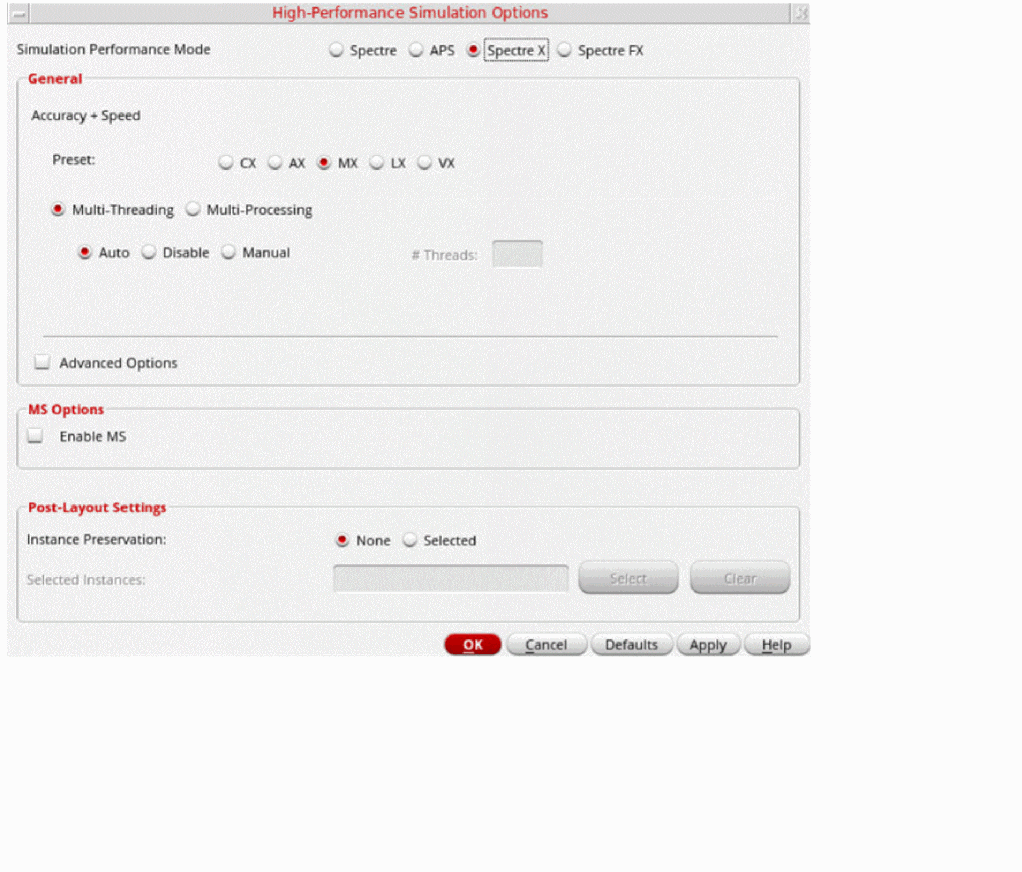 High-Performance Simulation Options
Simulation Performance Mode Spectre APS Spectre X Spectre FX
General
Accuracy + Speed
Preset: CX AX MX LX VX
Multi-Threading Multi-Processing
Auto Disable Manual # Threads:
Advanced Options
MS Options
Enable MS
Post-Layout Settings
Instance Preservation: None Selected
Selected Instances: Select Clear
OK Cancel Defaults Apply Help